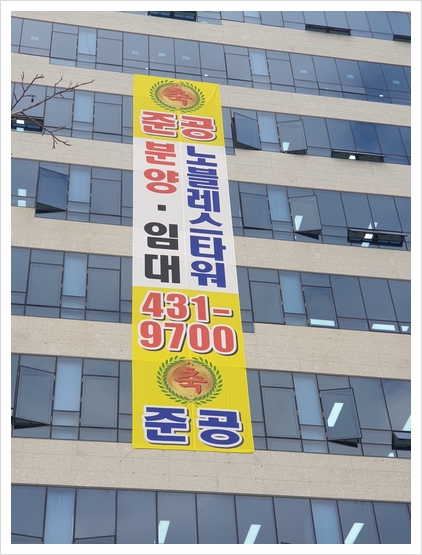 축
준공
노블레스타워
분양·임대
431-
9700
축
준공